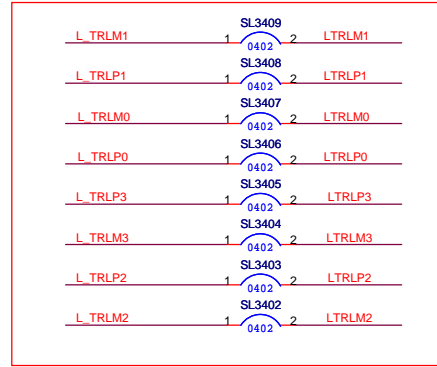 SL3409
L_TRLM1 1 2 LTRLM1
0402
SL3408
L_TRLP1 1 2 LTRLP1
0402
SL3407
L_TRLM0 1 2 LTRLM0
0402
SL3406
L_TRLP0 1 2 LTRLP0
0402
SL3405
L_TRLP3 1 2 LTRLP3
0402
SL3404
L_TRLM3 1 2 LTRLM3
0402
SL3403
L_TRLP2 1 2 LTRLP2
0402
SL3402
L_TRLM2 1 2 LTRLM2
0402